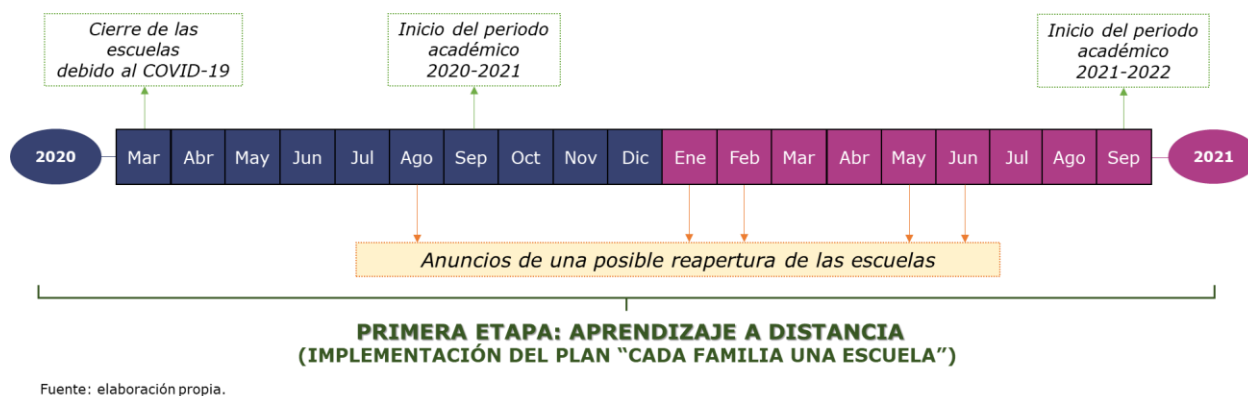 Cierre de las
escuelas
debido al COVID-19
Inicio del periodo
académico
2020-2021
Inicio del periodo
académico
2021-2022
2020 Mar Abr May Jun Jul Ago Sep Oct Nov Dic Ene Feb Mar Abr May Jun Jul Ago Sep 2021
Anuncios de una posible reapertura de las escuelas
PRIMERA ETAPA: APRENDIZAJE A DISTANCIA
(IMPLEMENTACIÓN DEL PLAN “CADA FAMILIA UNA ESCUELA”)
Fuente: elaboración propia.